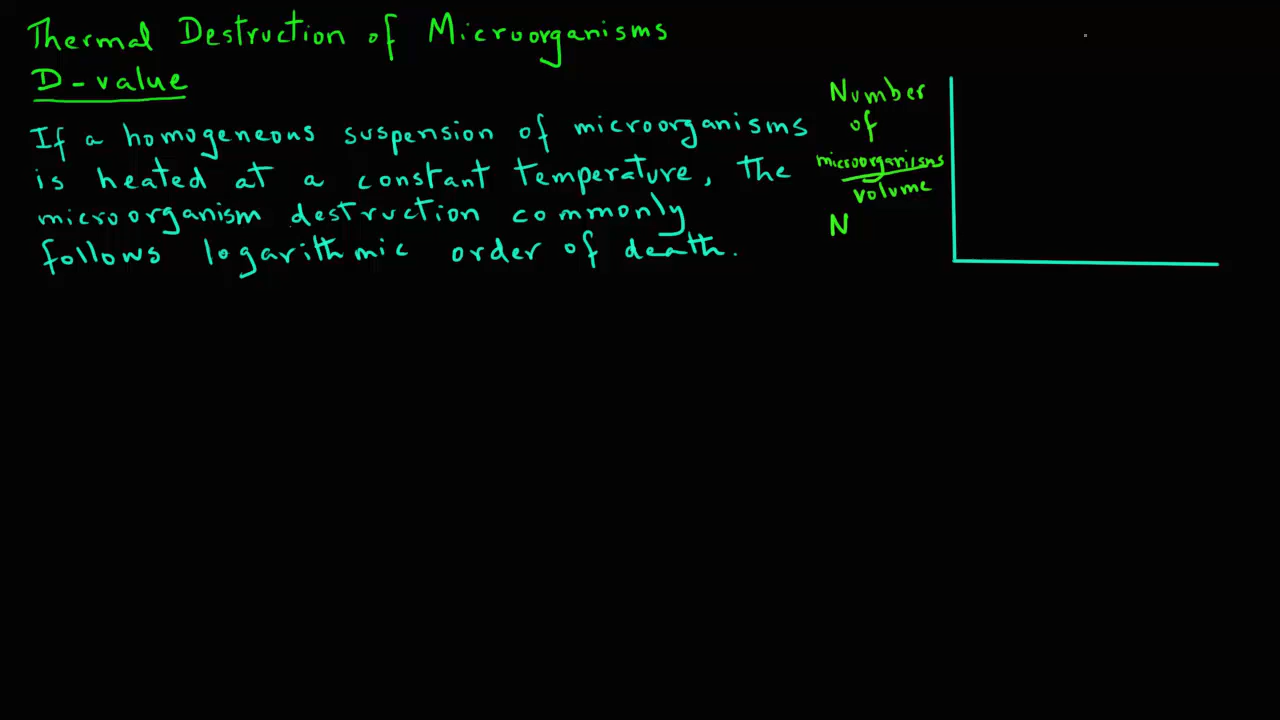 Thermal Destruction of Microorganisms
D-value
If a homogeneous suspension of microorganisms
is heated at a constant temperature, the
microorganism destruction commonly
follows logarithmic order of death.
Number
of
microorganiisms
volume
N